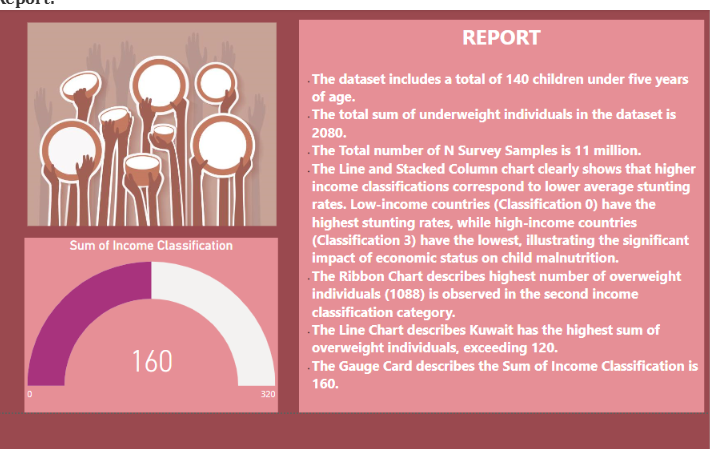 Report:
REPORT
.The dataset includes a total of 140 children under five years
of age.
.The total sum of underweight individuals in the dataset is
2080.
.The Total number of N Survey Samples is 11 million.
.The Line and Stacked Column chart clearly shows that higher
income classifications correspond to lower average stunting
rates. Low-income countries (Classification 0) have the
highest stunting rates, while high-income countries
(Classification 3) have the lowest, illustrating the significant
impact of economic status on child malnutrition.
.The Ribbon Chart describes highest number of overweight
individuals (1088) is observed in the second income
classification category.
.The Line Chart describes Kuwait has the highest sum of
overweight individuals, exceeding 120.
.The Gauge Card describes the Sum of Income Classification is
160.
Sum of Income Classification
160
0
320